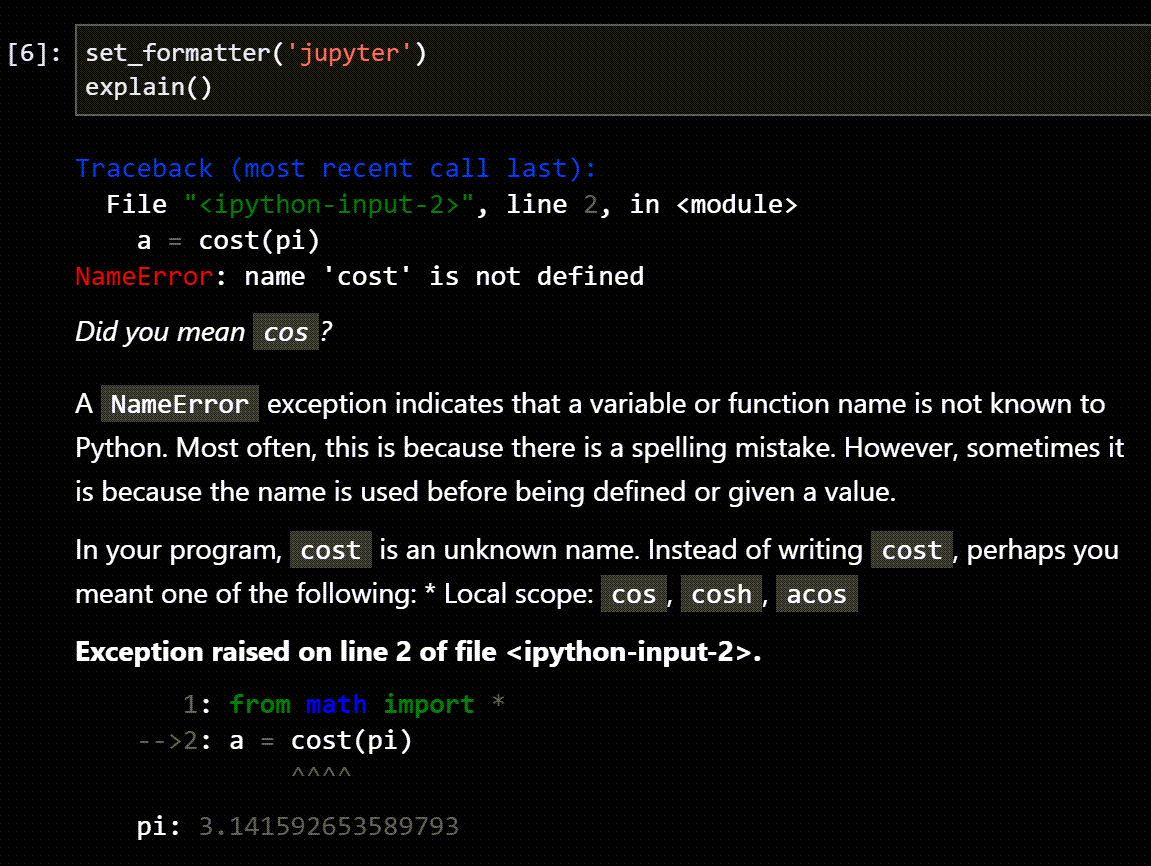 [6]: set_formatter('jupyter')
explain()
Traceback (most recent call last):
  File "<ipython-input-2>", line 2, in <module>
    a = cost(pi)
NameError: name 'cost' is not defined
Did you mean cos?
A NameError exception indicates that a variable or function name is not known to
Python. Most often, this is because there is a spelling mistake. However, sometimes it
is because the name is used before being defined or given a value.
In your program, cost is an unknown name. Instead of writing cost, perhaps you
meant one of the following: * Local scope: cos, cosh, acos
Exception raised on line 2 of file <ipython-input-2>.
   1: from math import *
-->2: a = cost(pi)
          ^^^^
pi: 3.141592653589793